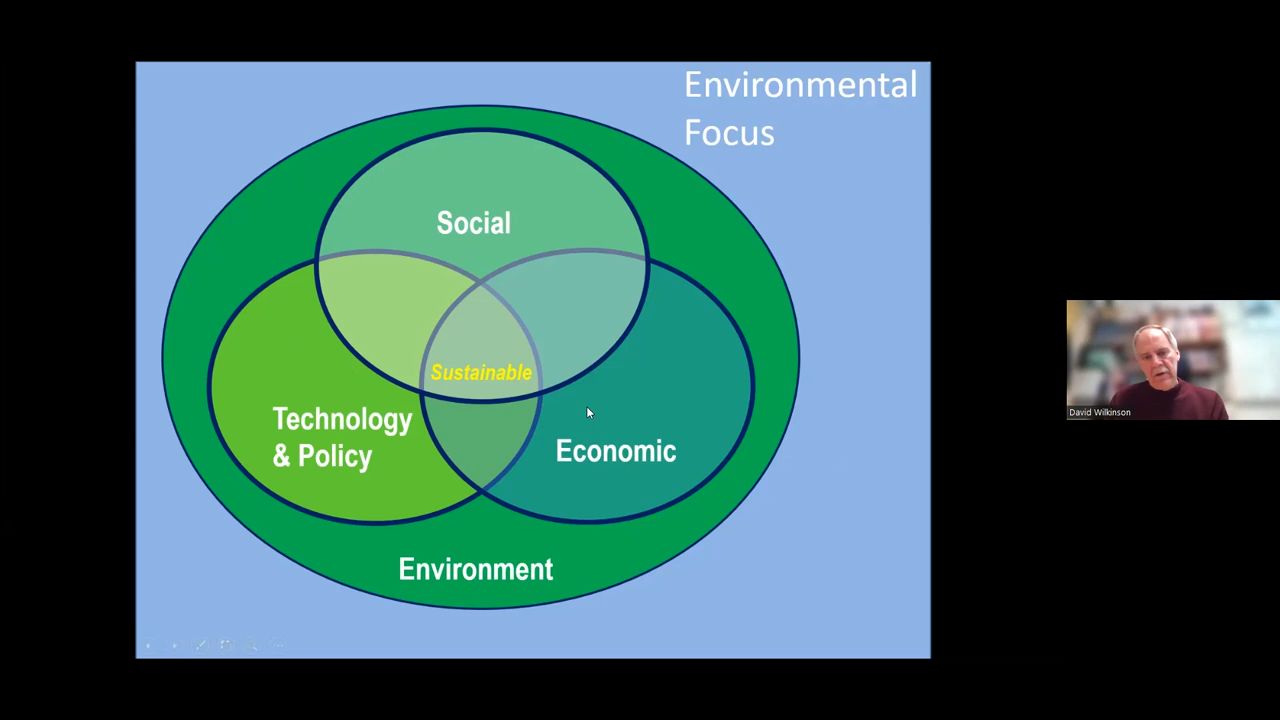 Environmental
Focus
Social
Sustainable
Technology
& Policy
Economic
Environment
David Wilkinson